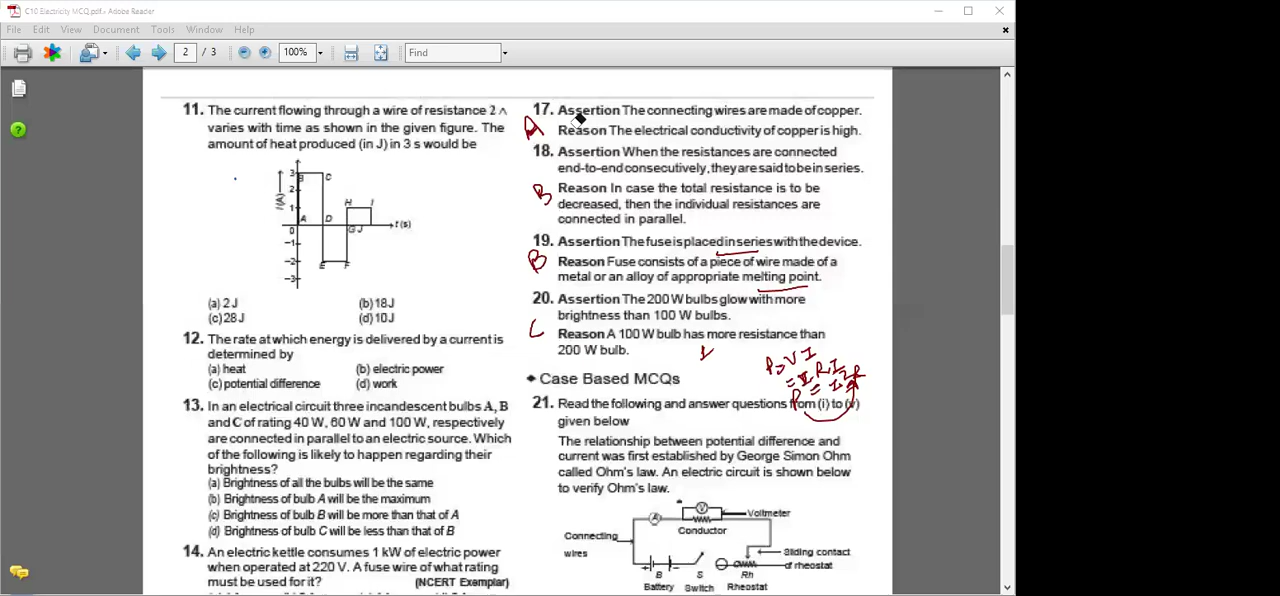 C10 Electricity MCQ.pdf - Adobe Reader
File Edit View Document Tools Window Help
2 / 3 100% Find
11. The current flowing through a wire of resistance 2 ʌ
varies with time as shown in the given figure. The
amount of heat produced (in J) in 3 s would be
I(A)
3 B C
2
1 H I
A D
0 G J t(s)
–1
–2 E F
–3
(a) 2 J (b) 18 J
(c) 28 J (d) 10 J
12. The rate at which energy is delivered by a current is
determined by
(a) heat (b) electric power
(c) potential difference (d) work
13. In an electrical circuit three incandescent bulbs A, B
and C of rating 40 W, 60 W and 100 W, respectively
are connected in parallel to an electric source. Which
of the following is likely to happen regarding their
brightness?
(a) Brightness of all the bulbs will be the same
(b) Brightness of bulb A will be the maximum
(c) Brightness of bulb B will be more than that of A
(d) Brightness of bulb C will be less than that of B
14. An electric kettle consumes 1 kW of electric power
when operated at 220 V. A fuse wire of what rating
must be used for it? (NCERT Exemplar)
17. Assertion The connecting wires are made of copper.
A
Reason The electrical conductivity of copper is high.
18. Assertion When the resistances are connected
end-to-end consecutively, they are said to be in series.
B
Reason In case the total resistance is to be
decreased, then the individual resistances are
connected in parallel.
19. Assertion The fuse is placed in series with the device.
B
Reason Fuse consists of a piece of wire made of a
metal or an alloy of appropriate melting point.
20. Assertion The 200 W bulbs glow with more
brightness than 100 W bulbs.
C
Reason A 100 W bulb has more resistance than
200 W bulb.
P = V I
= I R I
P = I2R
Case Based MCQs
21. Read the following and answer questions from (i) to (v)
given below
The relationship between potential difference and
current was first established by George Simon Ohm
called Ohm's law. An electric circuit is shown below
to verify Ohm's law.
A V Voltmeter
Conductor
Connecting
wires
Sliding contact
of rheostat
+ –
B S Rh
Battery Switch Rheostat